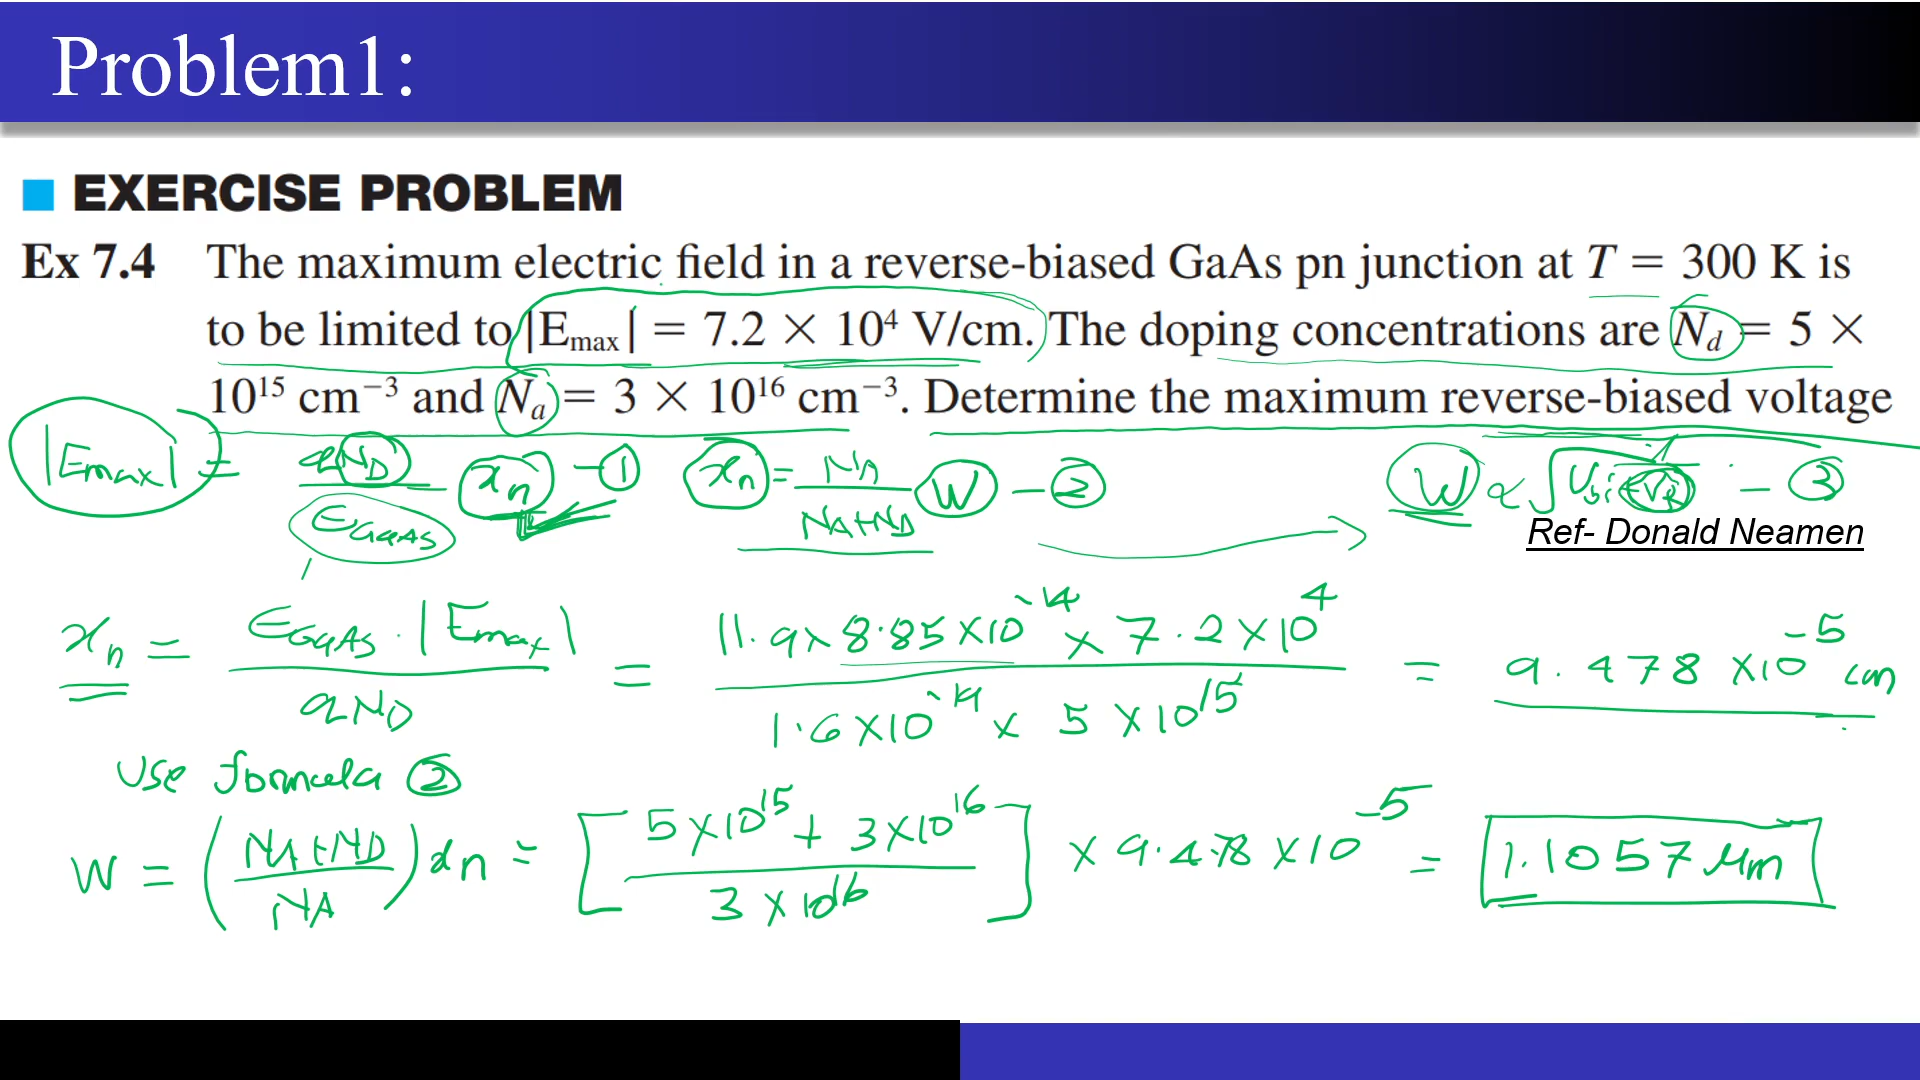 Problem1:
EXERCISE PROBLEM
Ex 7.4 The maximum electric field in a reverse-biased GaAs pn junction at T = 300 K is
to be limited to |Emax| = 7.2 × 10⁴ V/cm. The doping concentrations are Nd = 5 ×
10¹⁵ cm⁻³ and Na = 3 × 10¹⁶ cm⁻³. Determine the maximum reverse-biased voltage
|Emax| = qND/ЄGaAs xn - ① xn = NA/NA+ND W - ② W ∝ √Vbi+VR - ③
Ref- Donald Neamen
xn = ЄGaAs · |Emax| / qND = 11.9 × 8.85 × 10⁻¹⁴ × 7.2 × 10⁴ / 1.6 × 10⁻¹⁹ × 5 × 10¹⁵ = 9.478 × 10⁻⁵ cm
Use formula ②
W = (NA+ND/NA) xn = [5 × 10¹⁵ + 3 × 10¹⁶ / 3 × 10¹⁶] × 9.478 × 10⁻⁵ = 1.1057 μm